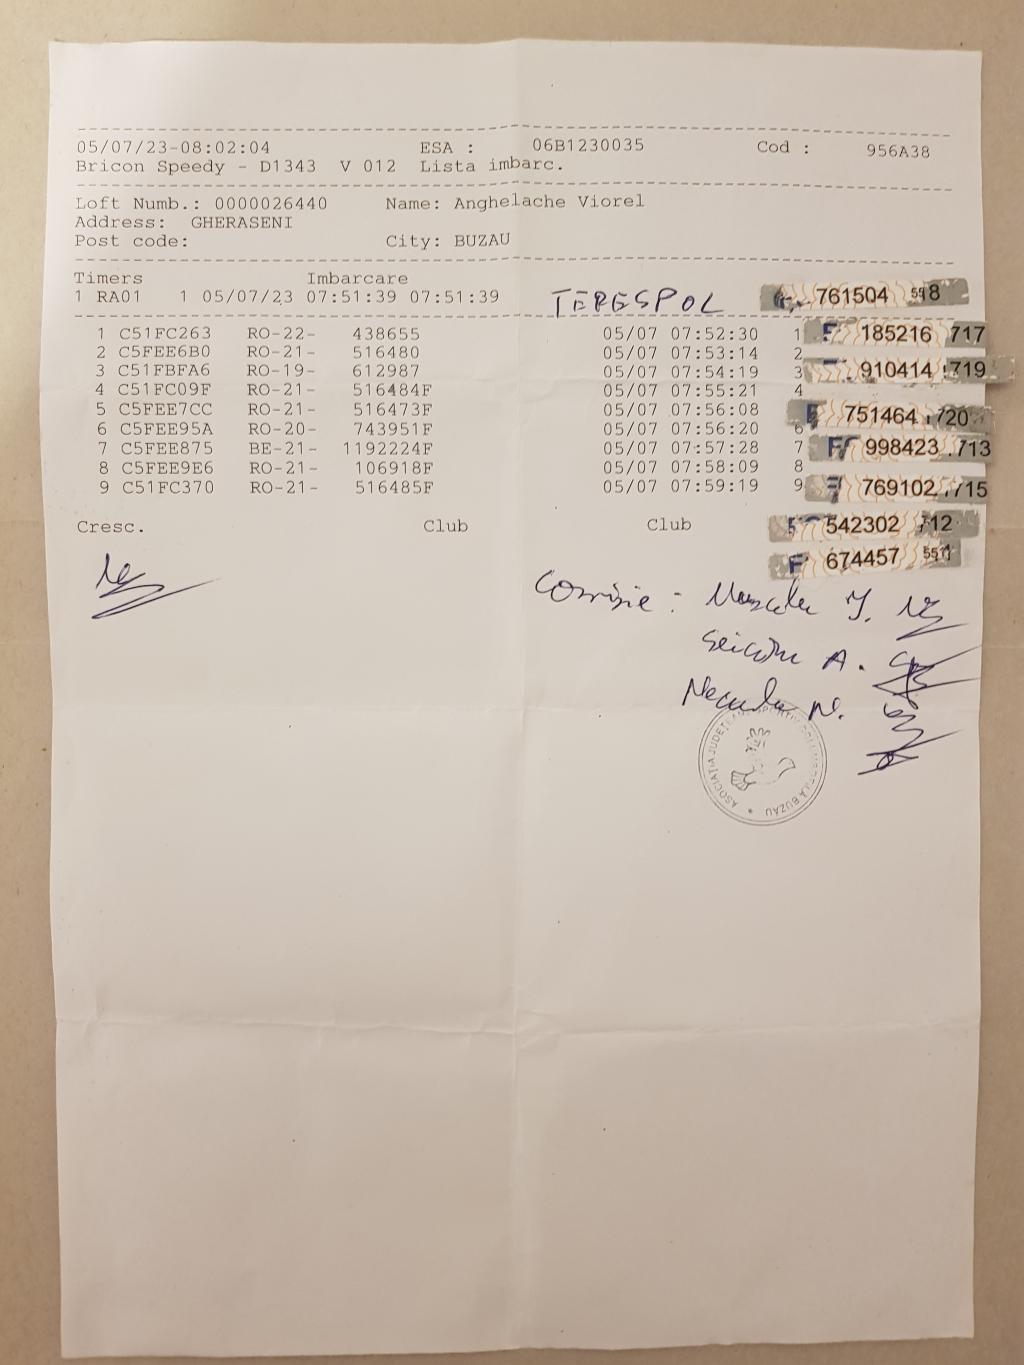 05/07/23-08:02:04 ESA : 06B1230035 Cod : 956A38
Bricon Speedy - D1343 V 012 Lista imbarc.
Loft Numb.: 0000026440 Name: Anghelache Viorel
Address: GHERASENI
Post code: City: BUZAU
Timers Imbarcare
1 RA01 1 05/07/23 07:51:39 07:51:39 TERESPOL 761504
1 C51FC263 RO-22- 438655 05/07 07:52:30 1 F 185216 717
2 C5FEE6B0 RO-21- 516480 05/07 07:53:14 2
3 C51FBFA6 RO-19- 612987 05/07 07:54:19 3 910414 719
4 C51FC09F RO-21- 516484F 05/07 07:55:21 4
5 C5FEE7CC RO-21- 516473F 05/07 07:56:08 751464 720
6 C5FEE95A RO-20- 743951F 05/07 07:56:20 6
7 C5FEE875 BE-21- 1192224F 05/07 07:57:28 7 998423 713
8 C5FEE9E6 RO-21- 106918F 05/07 07:58:09 8
9 C51FC370 RO-21- 516485F 05/07 07:59:19 9 769102 715
Cresc. Club Club 542302 712
F 674457
Comisie :
A.
N.
ASOCIATIA JUDETEANA BUZAU